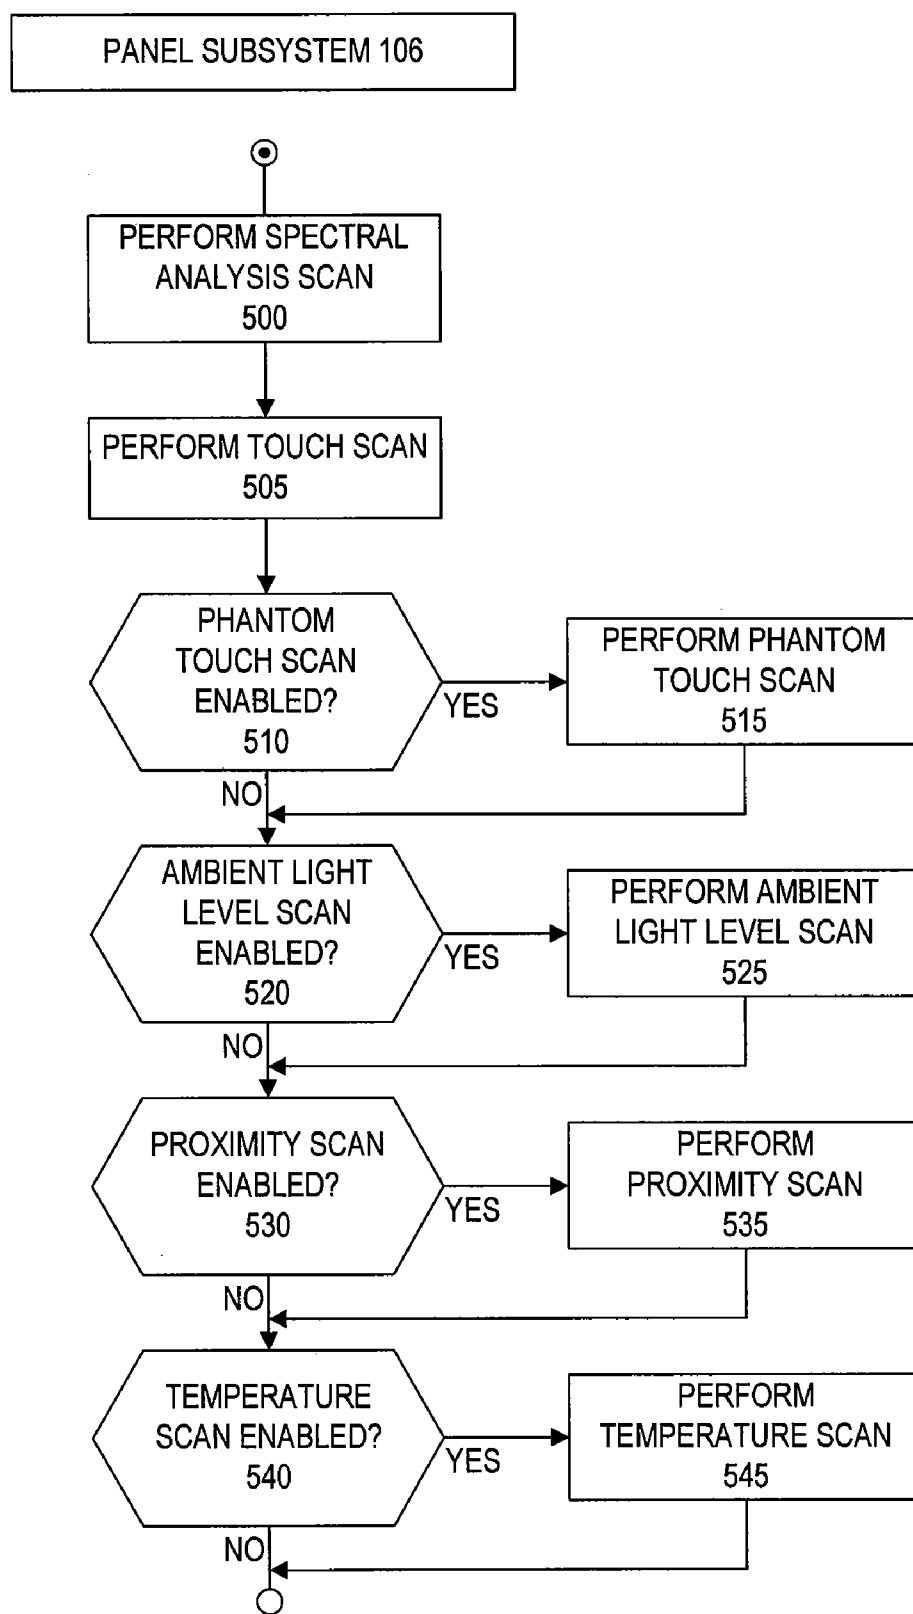 PANEL SUBSYSTEM 106
PERFORM SPECTRAL
ANALYSIS SCAN
500
PERFORM TOUCH SCAN
505
PHANTOM
TOUCH SCAN
ENABLED?
510
YES
NO
PERFORM PHANTOM
TOUCH SCAN
515
AMBIENT LIGHT
LEVEL SCAN
ENABLED?
520
YES
NO
PERFORM AMBIENT
LIGHT LEVEL SCAN
525
PROXIMITY SCAN
ENABLED?
530
YES
NO
PERFORM
PROXIMITY SCAN
535
TEMPERATURE
SCAN ENABLED?
540
YES
NO
PERFORM
TEMPERATURE SCAN
545